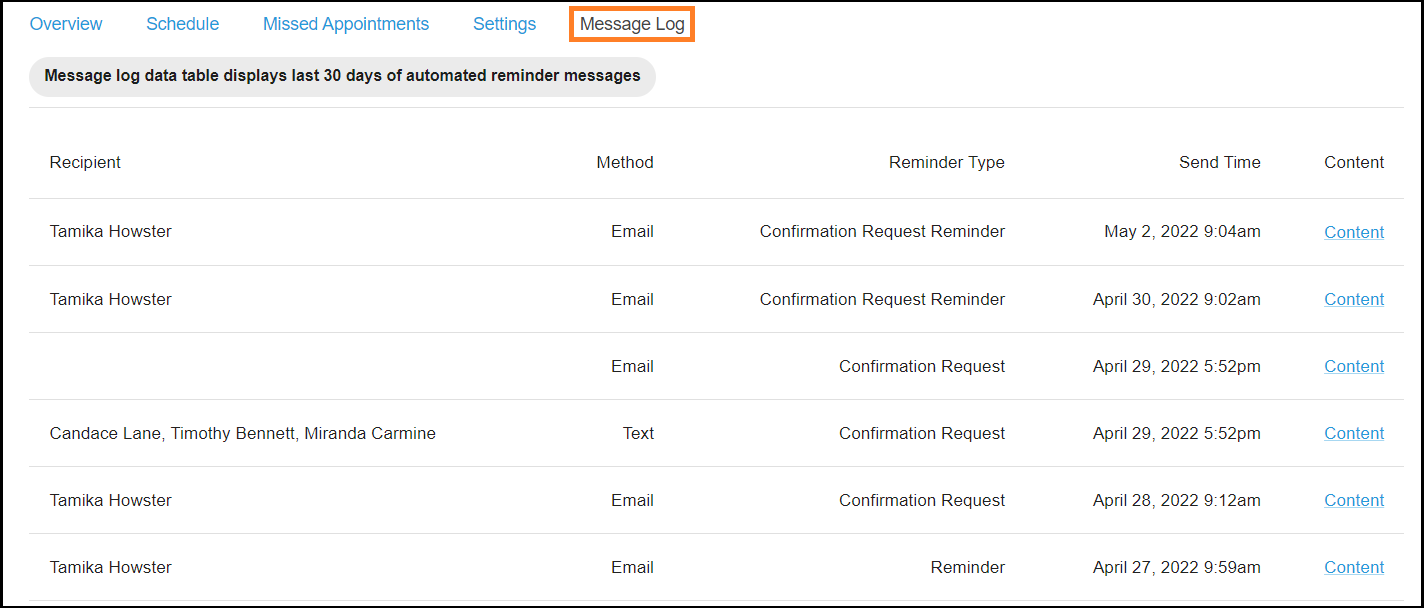 Overview Schedule Missed Appointments Settings Message Log
Message log data table displays last 30 days of automated reminder messages
Recipient Method Reminder Type Send Time Content
Tamika Howster Email Confirmation Request Reminder May 2, 2022 9:04am Content
Tamika Howster Email Confirmation Request Reminder April 30, 2022 9:02am Content
Email Confirmation Request April 29, 2022 5:52pm Content
Candace Lane, Timothy Bennett, Miranda Carmine Text Confirmation Request April 29, 2022 5:52pm Content
Tamika Howster Email Confirmation Request April 28, 2022 9:12am Content
Tamika Howster Email Reminder April 27, 2022 9:59am Content